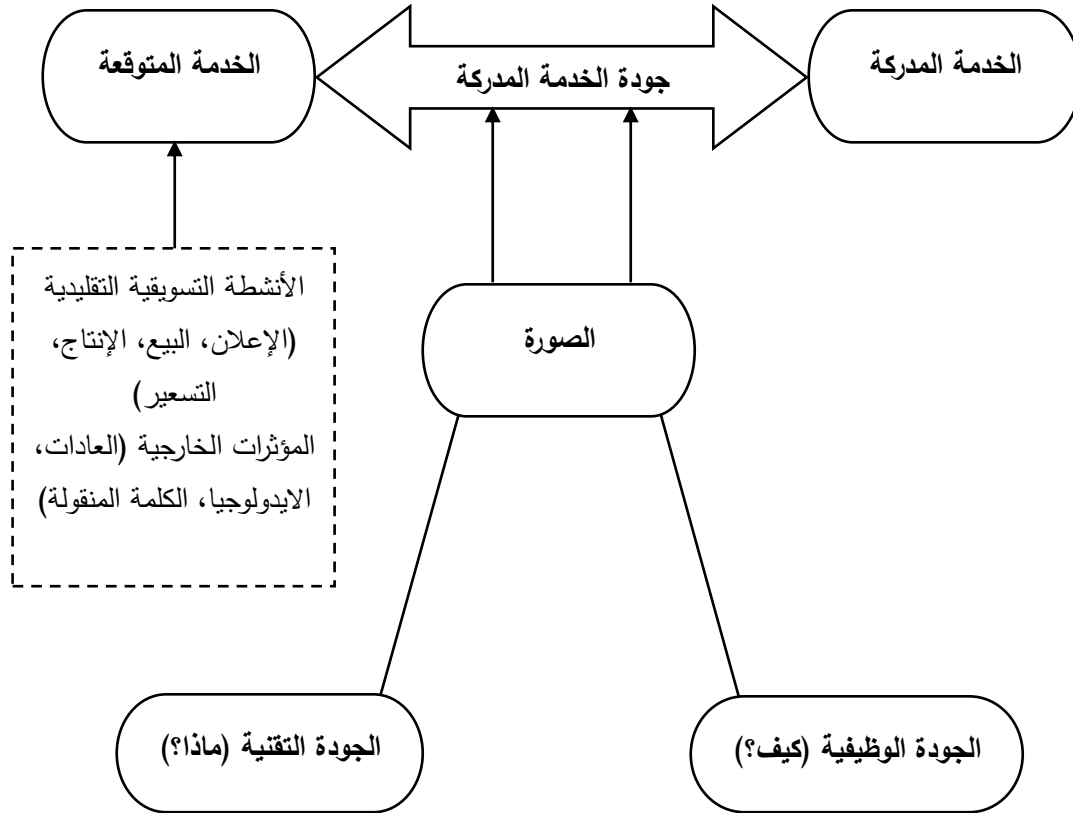 الخدمة المدركة
جودة الخدمة المدركة
الخدمة المتوقعة
الأنشطة التسويقية التقليدية
(الإعلان، البيع، الإنتاج،
التسعير)
المؤثرات الخارجية (العادات،
الايدولوجيا، الكلمة المنقولة)
الصورة
الجودة الوظيفية (كيف؟)
الجودة التقنية (ماذا؟)